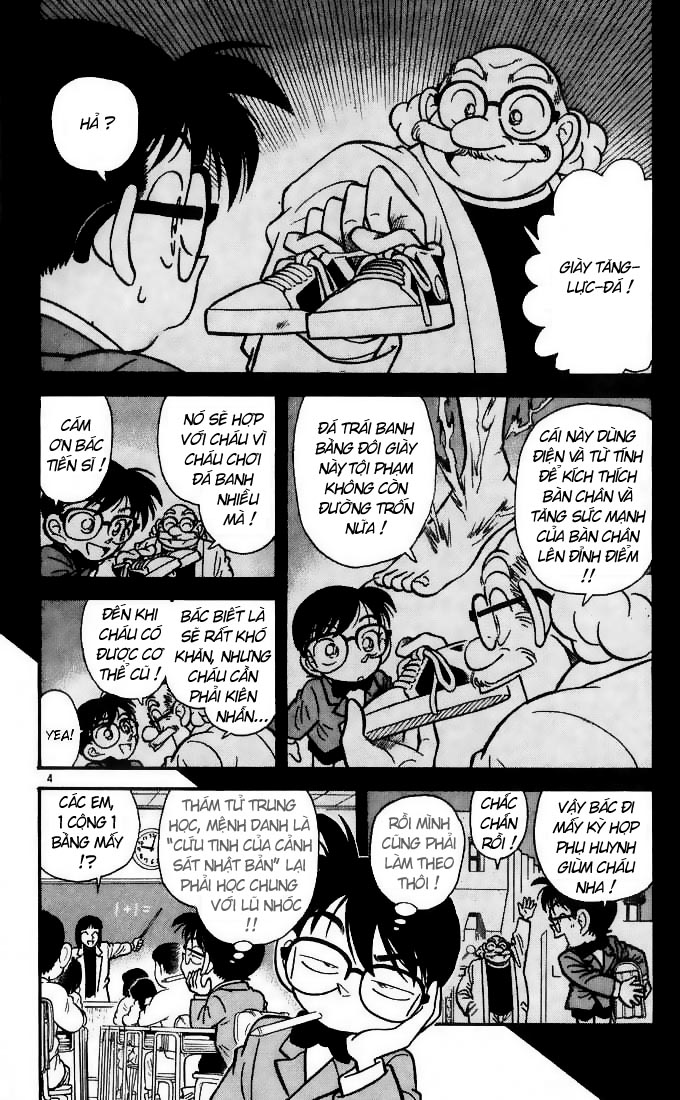 HẢ ?
GIÀY TĂNG-
LỰC-ĐÁ !
CÁI NÀY DÙNG
ĐIỆN VÀ TỪ TÍNH
ĐỂ KÍCH THÍCH
BÀN CHÂN VÀ
TĂNG SỨC MẠNH
CỦA BÀN CHÂN
LÊN ĐỈNH ĐIỂM
!!
ĐÁ TRÁI BANH
BẰNG ĐÔI GIÀY
NÀY TỘI PHẠM
KHÔNG CÒN
ĐƯỜNG TRỐN
NỮA !
NÓ SẼ HỢP
VỚI CHÁU VÌ
CHÁU CHƠI
ĐÁ BANH
NHIỀU
MÀ !
CÁM
ƠN BÁC
TIẾN SĨ !
BÁC BIẾT LÀ
SẼ RẤT KHÓ
KHĂN, NHƯNG
CHÁU CẦN
PHẢI KIÊN
NHẪN...
ĐẾN KHI
CHÁU CÓ
ĐƯỢC CƠ
THỂ CŨ !
YEA!
4
VẬY BÁC ĐI
MẤY KỲ HỌP
PHỤ HUYNH
GIÙM CHÁU
NHA !
CHẮC
CHẮN
RỒI !
RỒI MÌNH
CŨNG PHẢI
LÀM THEO
THÔI !
THÁM TỬ TRUNG
HỌC, MỆNH DANH LÀ
"CỨU TINH CỦA CẢNH
SÁT NHẬT BẢN" LẠI
PHẢI HỌC CHUNG
VỚI LŨ NHÓC
!!
CÁC EM,
1 CỘNG 1
BẰNG MẤY
!?
1+1=